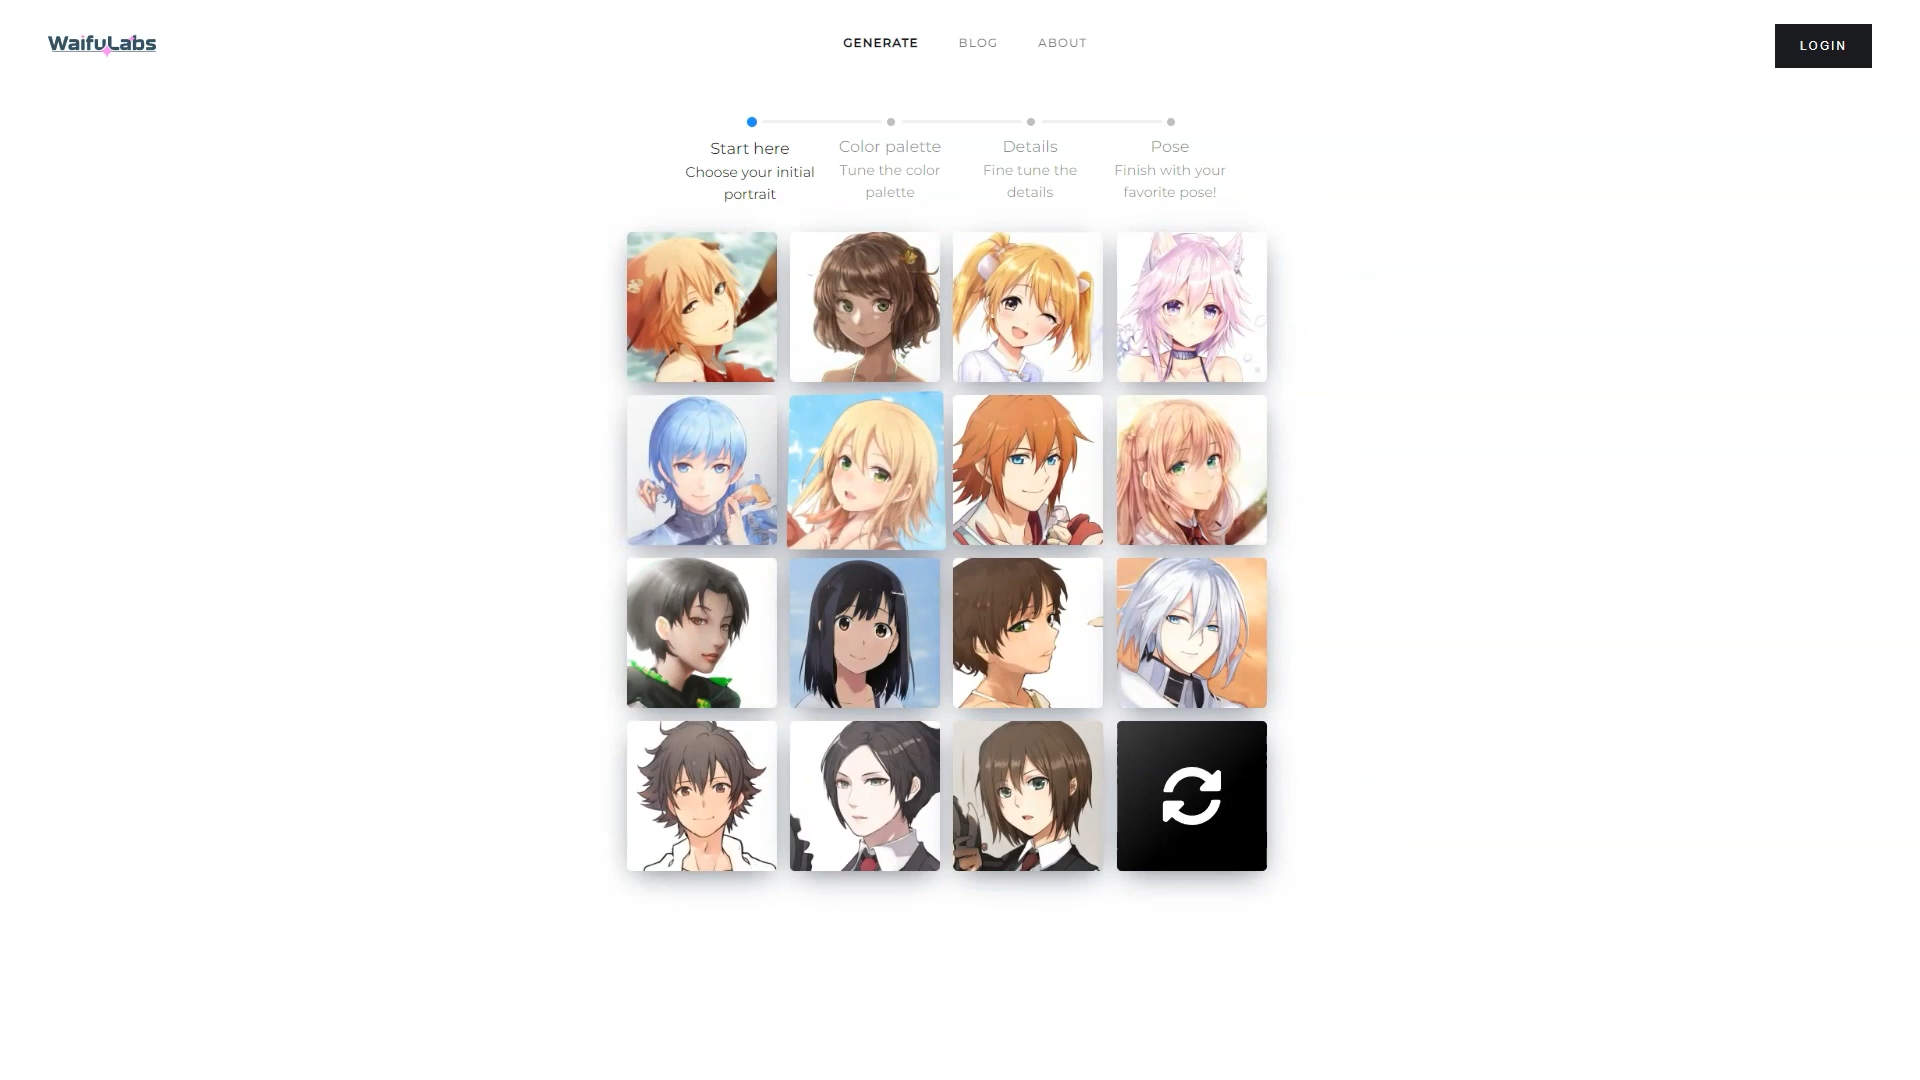 WaifuLabs
GENERATE
BLOG
ABOUT
LOGIN
Start here
Choose your initial
portrait
Color palette
Tune the color
palette
Details
Fine tune the
details
Pose
Finish with your
favorite pose!